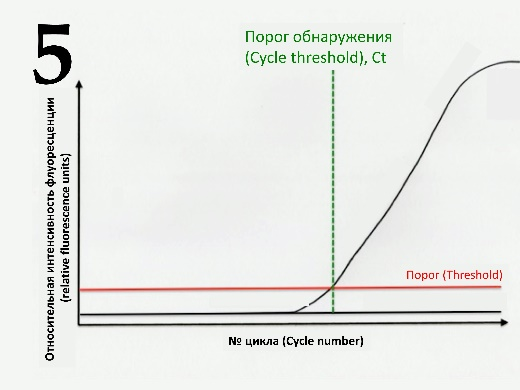 5
Порог обнаружения
(Cycle threshold), Ct
Относительная интенсивность флуоресценции
(relative fluorescence units)
Порог (Threshold)
№ цикла (Cycle number)